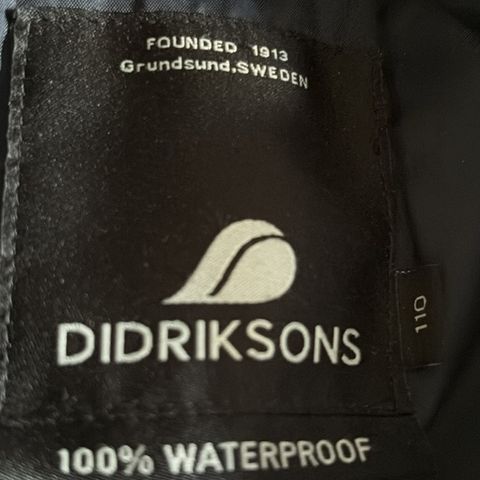 FOUNDED 1913
Grundsund.SWEDEN
DIDRIKSONS
110
100% WATERPROOF